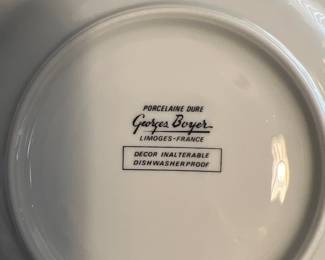 PORCELAINE DURE
Georges Boyer
LIMOGES-FRANCE
DECOR INALTERABLE
DISHWASHERPROOF